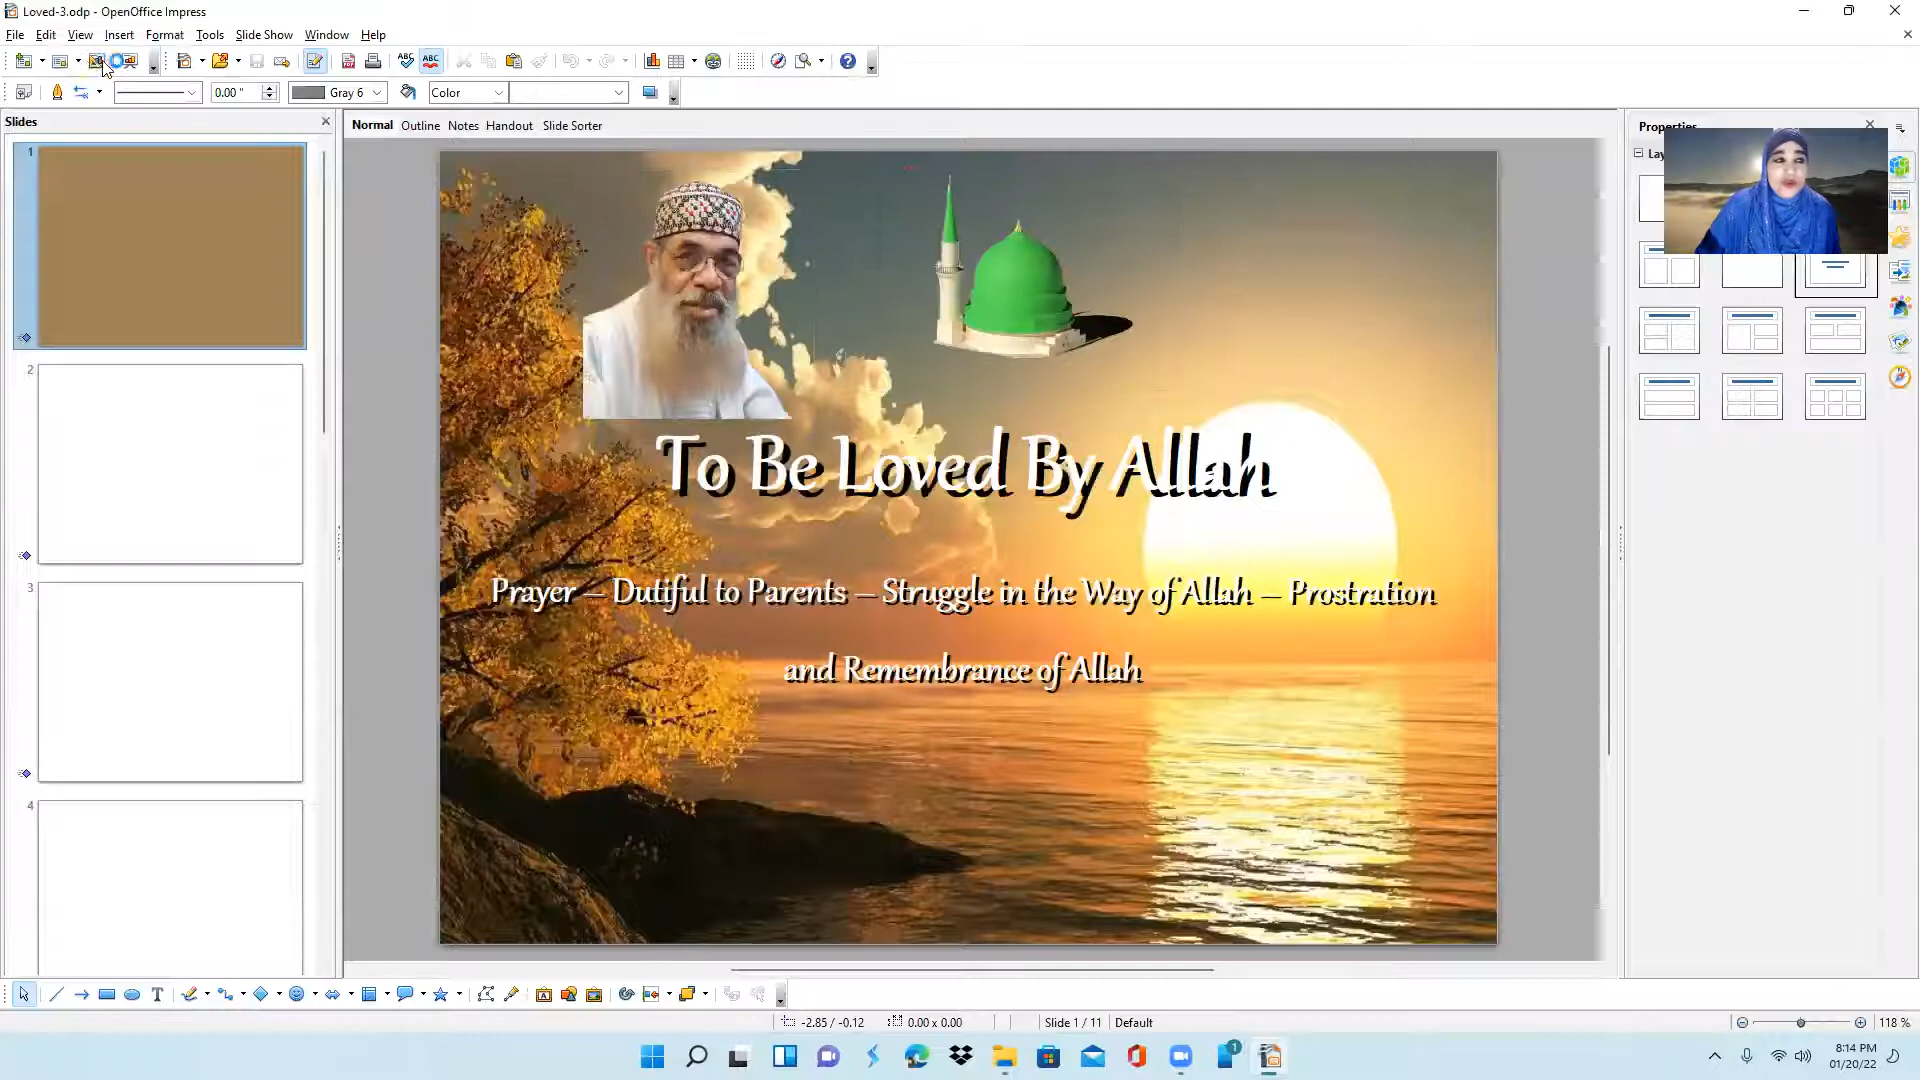 Loved-3.odp - OpenOffice Impress
File Edit View Insert Format Tools Slide Show Window Help
ABC ABC
0.00 " Gray 6 Color
Slides
Normal Outline Notes Handout Slide Sorter
Properties
1
2
3
4
To Be Loved By Allah
Prayer – Dutiful to Parents – Struggle in the Way of Allah – Prostration
and Remembrance of Allah
-2.85 / -0.12 0.00 x 0.00 Slide 1 / 11 Default 118 %
1
8:14 PM
01/20/22